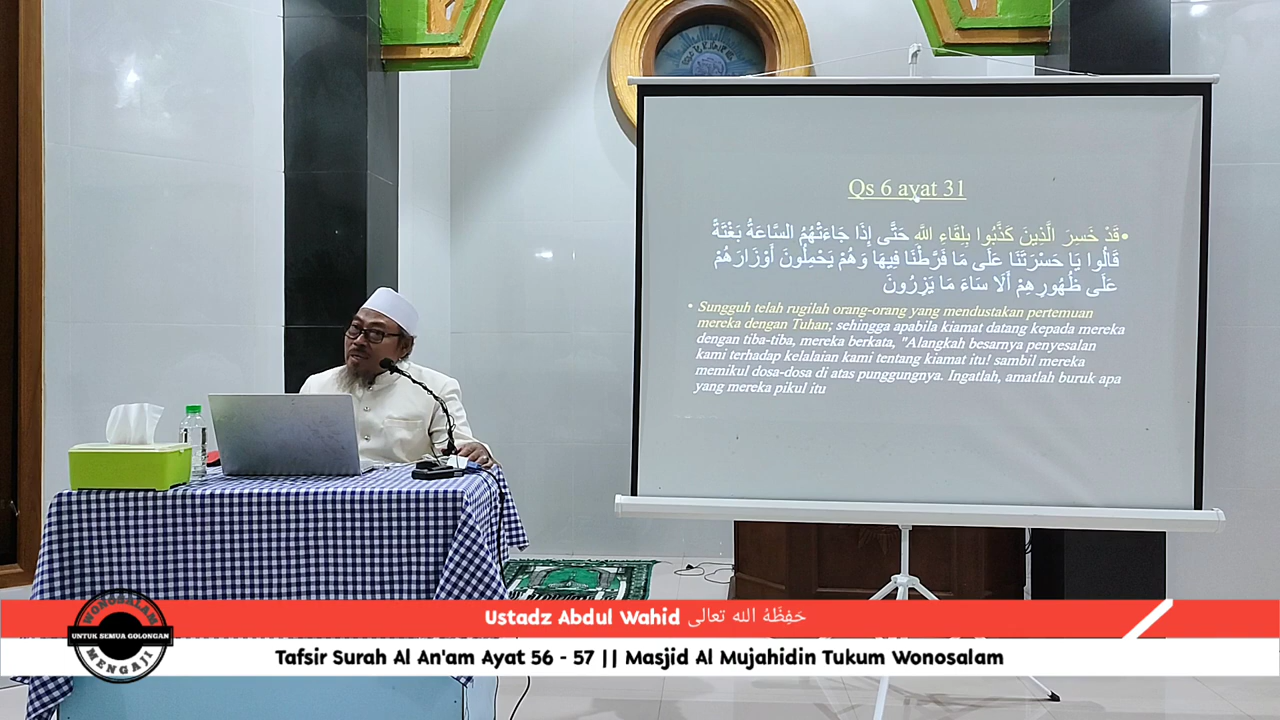 Qs 6 ayat 31
•قَدْ خَسِرَ الَّذِينَ كَذَّبُوا بِلِقَاءِ اللَّهِ حَتَّى إِذَا جَاءَتْهُمُ السَّاعَةُ بَغْتَةً
قَالُوا يَا حَسْرَتَنَا عَلَى مَا فَرَّطْنَا فِيهَا وَهُمْ يَحْمِلُونَ أَوْزَارَهُمْ
عَلَى ظُهُورِهِمْ أَلَا سَاءَ مَا يَزِرُونَ
• Sungguh telah rugilah orang-orang yang mendustakan pertemuan
mereka dengan Tuhan; sehingga apabila kiamat datang kepada mereka
dengan tiba-tiba, mereka berkata, "Alangkah besarnya penyesalan
kami terhadap kelalaian kami tentang kiamat itu! sambil mereka
memikul dosa-dosa di atas punggungnya. Ingatlah, amatlah buruk apa
yang mereka pikul itu
Ustadz Abdul Wahid حَفِظَهُ الله تعالى
WONOSALAM
UNTUK SEMUA GOLONGAN
MENGAJI
Tafsir Surah Al An'am Ayat 56 - 57 || Masjid Al Mujahidin Tukum Wonosalam